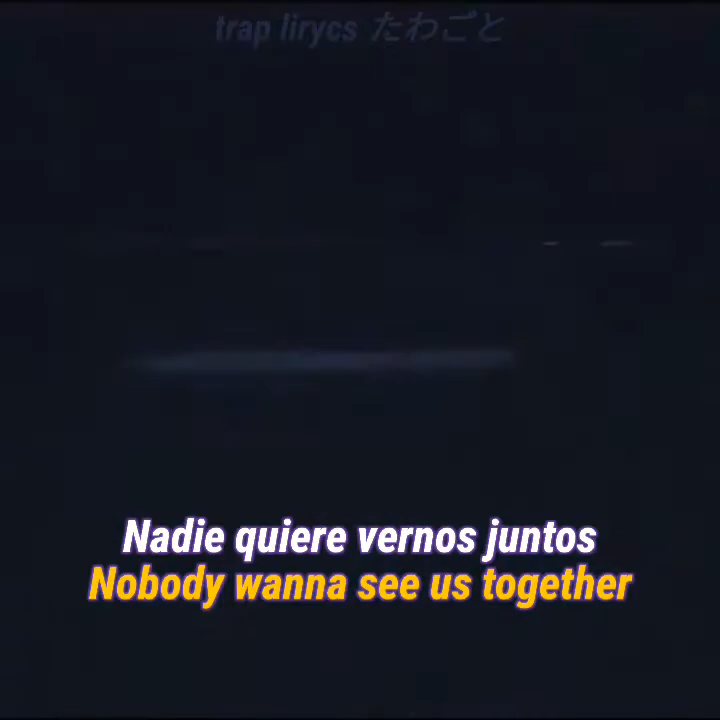 trap lirycs たわごと
Nadie quiere vernos juntos
Nobody wanna see us together